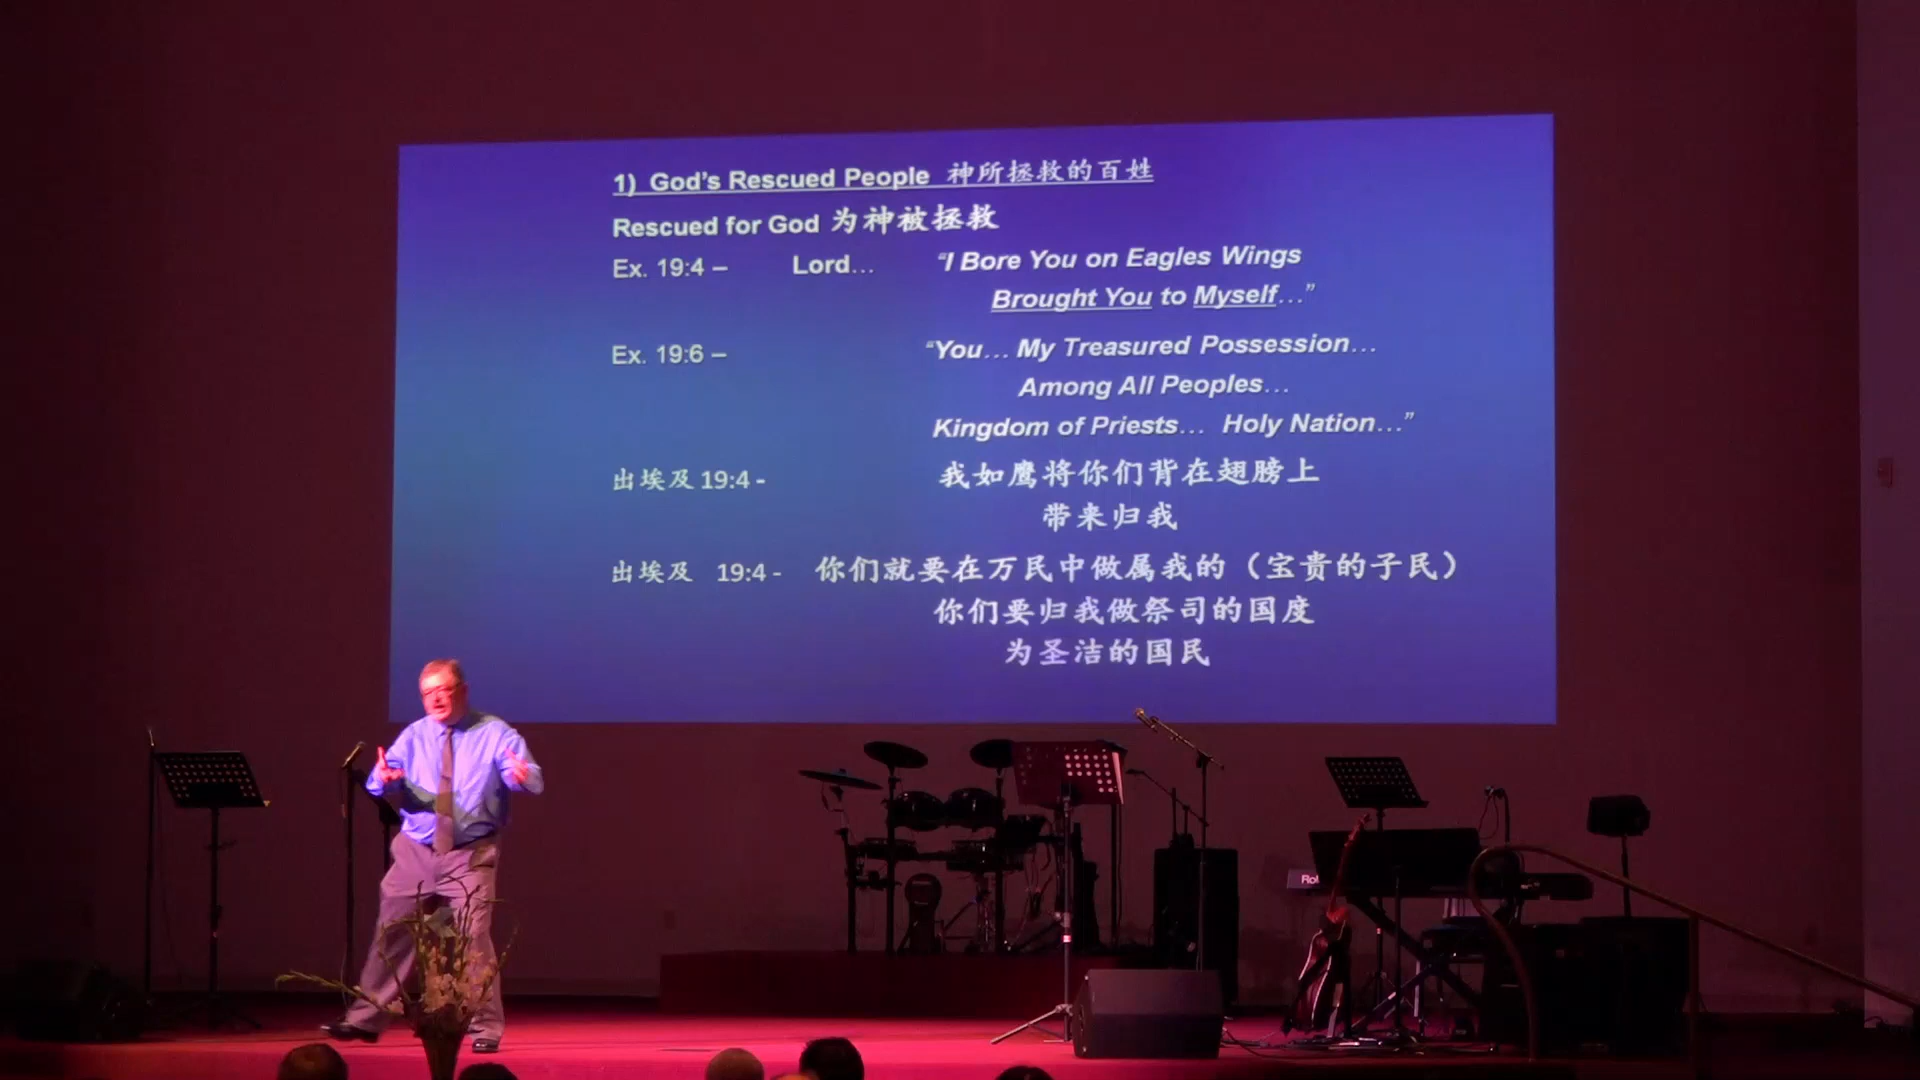 1) God's Rescued People 神所拯救的百姓
Rescued for God 为神被拯救
Ex. 19:4 – Lord… "I Bore You on Eagles Wings
Brought You to Myself…"
Ex. 19:6 – "You… My Treasured Possession…
Among All Peoples…
Kingdom of Priests… Holy Nation…"
出埃及 19:4 - 我如鹰将你们背在翅膀上
带来归我
出埃及 19:4 - 你们就要在万民中做属我的（宝贵的子民）
你们要归我做祭司的国度
为圣洁的国民